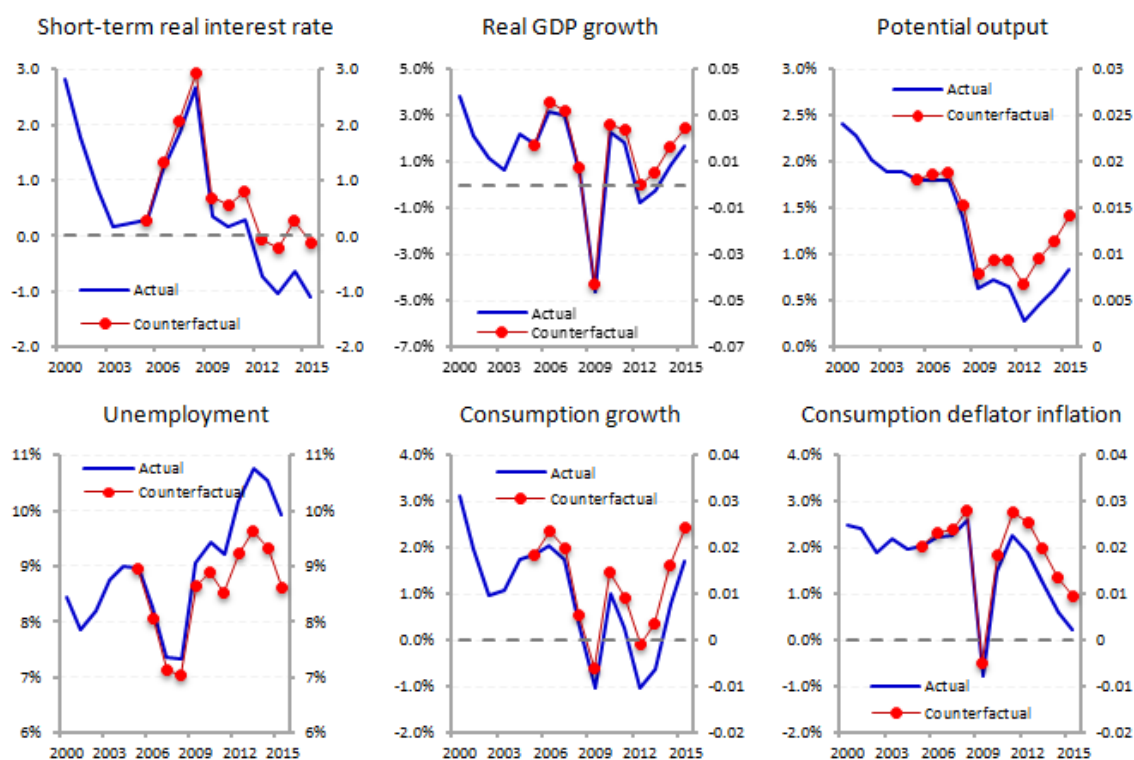 Short-term real interest rate
3.0 3.0
2.0 2.0
1.0 1.0
0.0 0.0
-1.0 Actual -1.0
Counterfactual
-2.0 -2.0
2000 2003 2006 2009 2012 2015
Real GDP growth
5.0% 0.05
3.0% 0.03
1.0% 0.01
-1.0% -0.01
-3.0% -0.03
-5.0% -0.05
Actual
Counterfactual
-7.0% -0.07
2000 2003 2006 2009 2012 2015
Potential output
3.0% 0.03
Actual
2.5% Counterfactual 0.025
2.0% 0.02
1.5% 0.015
1.0% 0.01
0.5% 0.005
0.0% 0
2000 2003 2006 2009 2012 2015
Unemployment
11% 11%
Actual
Counterfactual
10% 10%
9% 9%
8% 8%
7% 7%
6% 6%
2000 2003 2006 2009 2012 2015
Consumption growth
4.0% 0.04
Actual
3.0% Counterfactual 0.03
2.0% 0.02
1.0% 0.01
0.0% 0
-1.0% -0.01
-2.0% -0.02
2000 2003 2006 2009 2012 2015
Consumption deflator inflation
4.0% 0.04
3.0% 0.03
2.0% 0.02
1.0% 0.01
0.0% 0
-1.0% Actual -0.01
Counterfactual
-2.0% -0.02
2000 2003 2006 2009 2012 2015